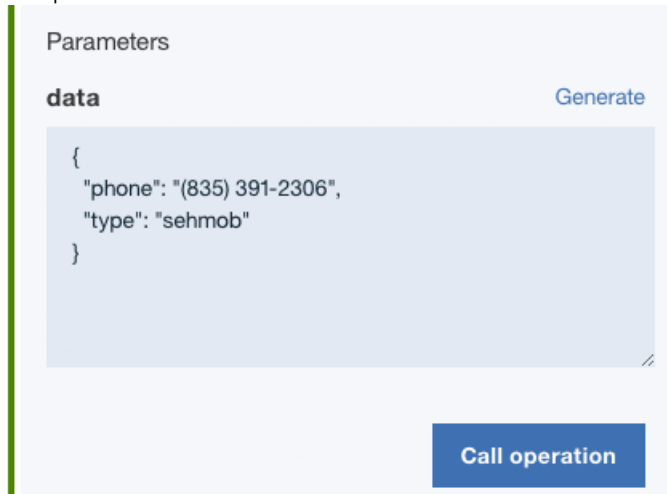 Parameters
data
Generate
{
"phone": "(835) 391-2306",
"type": "sehmob"
}
Call operation